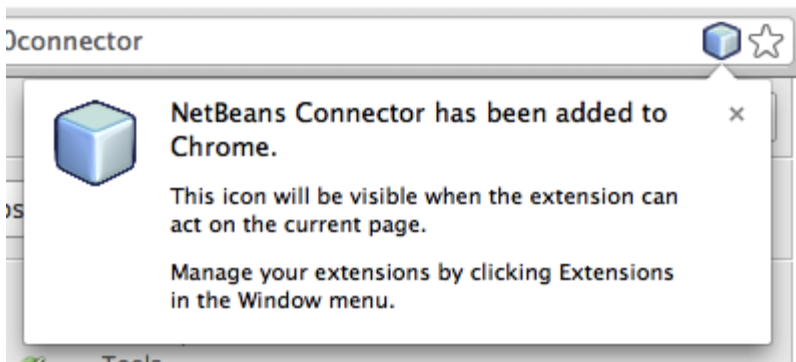 0connector
NetBeans Connector has been added to
Chrome.
This icon will be visible when the extension can
act on the current page.
Manage your extensions by clicking Extensions
in the Window menu.